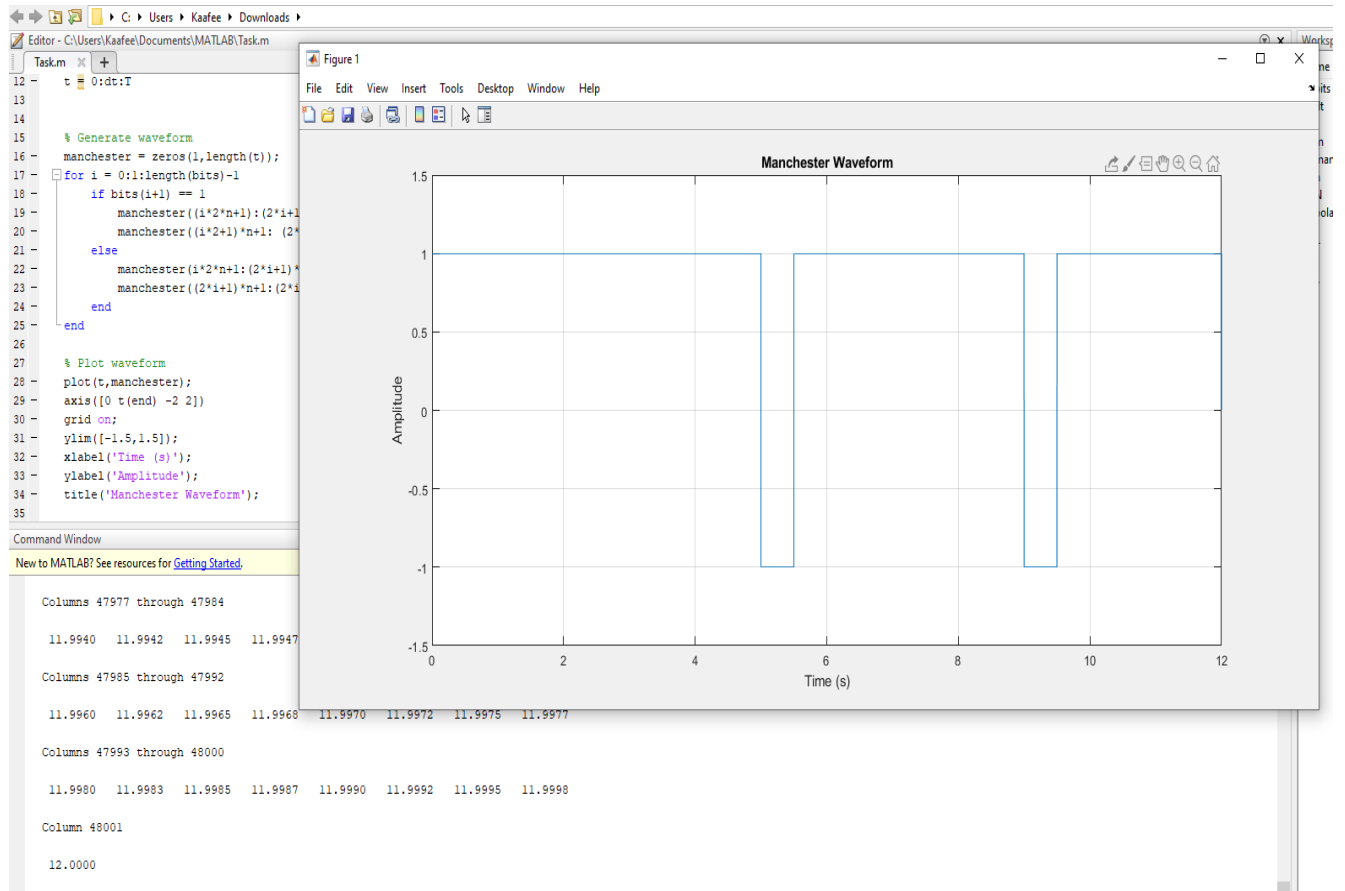 C: Users Kaafee Downloads
Editor - C:\Users\Kaafee\Documents\MATLAB\Task.m
Task.m
12 - t = 0:dt:T
13
14
15 % Generate waveform
16 - manchester = zeros(1,length(t));
17 - for i = 0:1:length(bits)-1
18 - if bits(i+1) == 1
19 - manchester((i*2*n+1):(2*i+1
20 - manchester((i*2+1)*n+1: (2*
21 - else
22 - manchester(i*2*n+1:(2*i+1)*
23 - manchester((2*i+1)*n+1:(2*i
24 - end
25 - end
26
27 % Plot waveform
28 - plot(t,manchester);
29 - axis([0 t(end) -2 2])
30 - grid on;
31 - ylim([-1.5,1.5]);
32 - xlabel('Time (s)');
33 - ylabel('Amplitude');
34 - title('Manchester Waveform');
35
Figure 1
File Edit View Insert Tools Desktop Window Help
Manchester Waveform
1.5
1
0.5
0
-0.5
-1
-1.5
Amplitude
0 2 4 6 8 10 12
Time (s)
Command Window
New to MATLAB? See resources for Getting Started.
Columns 47977 through 47984
11.9940 11.9942 11.9945 11.9947
Columns 47985 through 47992
11.9960 11.9962 11.9965 11.9968 11.9970 11.9972 11.9975 11.9977
Columns 47993 through 48000
11.9980 11.9983 11.9985 11.9987 11.9990 11.9992 11.9995 11.9998
Column 48001
12.0000